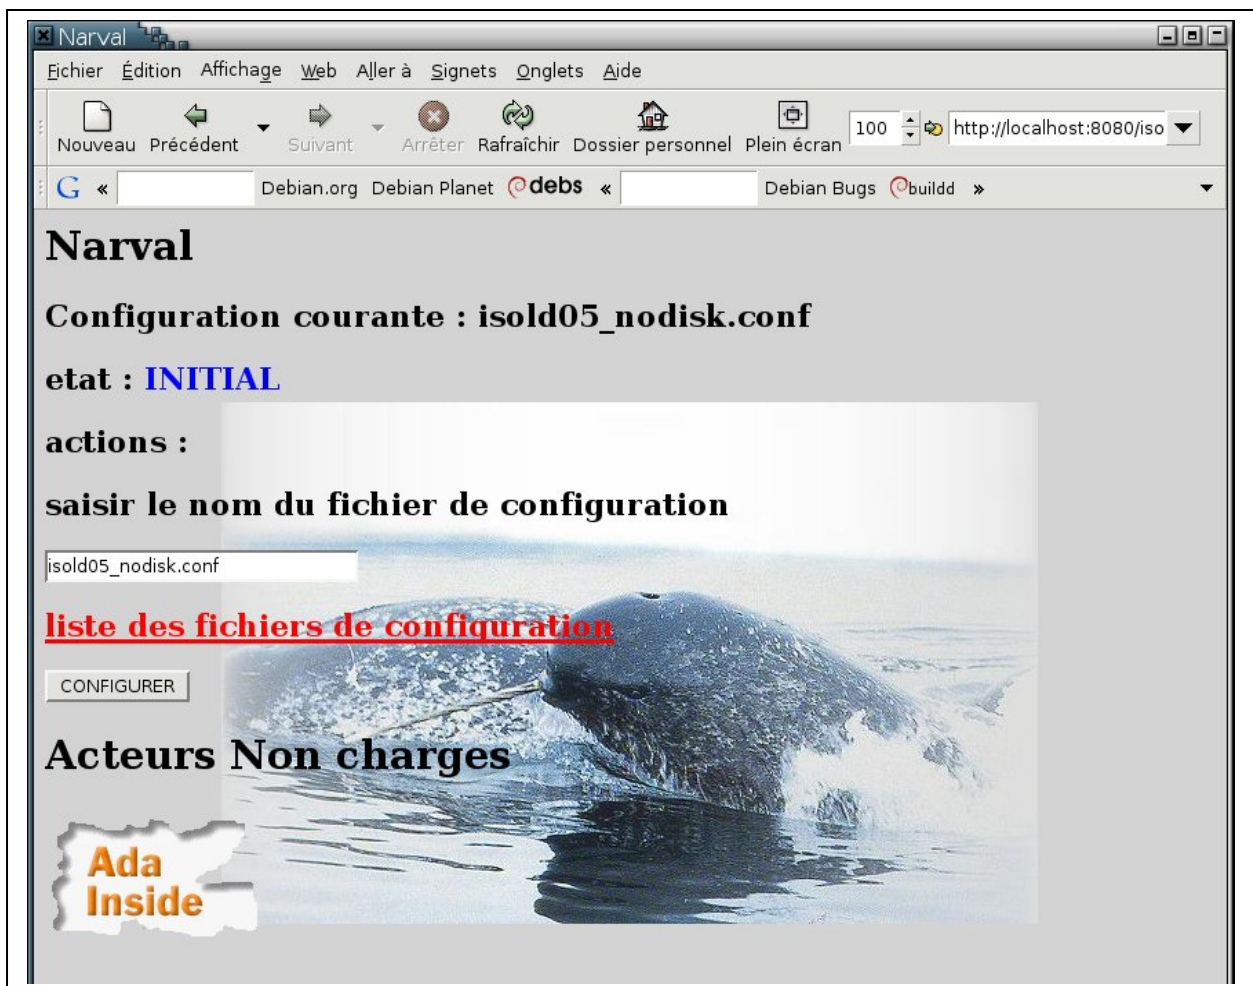 Narval
Fichier Édition Affichage Web Aller à Signets Onglets Aide
Nouveau Précédent Suivant Arrêter Rafraîchir Dossier personnel Plein écran 100 http://localhost:8080/iso
G « Debian.org Debian Planet debs « Debian Bugs buildd »
Narval
Configuration courante : isold05_nodisk.conf
etat : INITIAL
actions :
saisir le nom du fichier de configuration
isold05_nodisk.conf
liste des fichiers de configuration
CONFIGURER
Acteurs Non charges
Ada
Inside